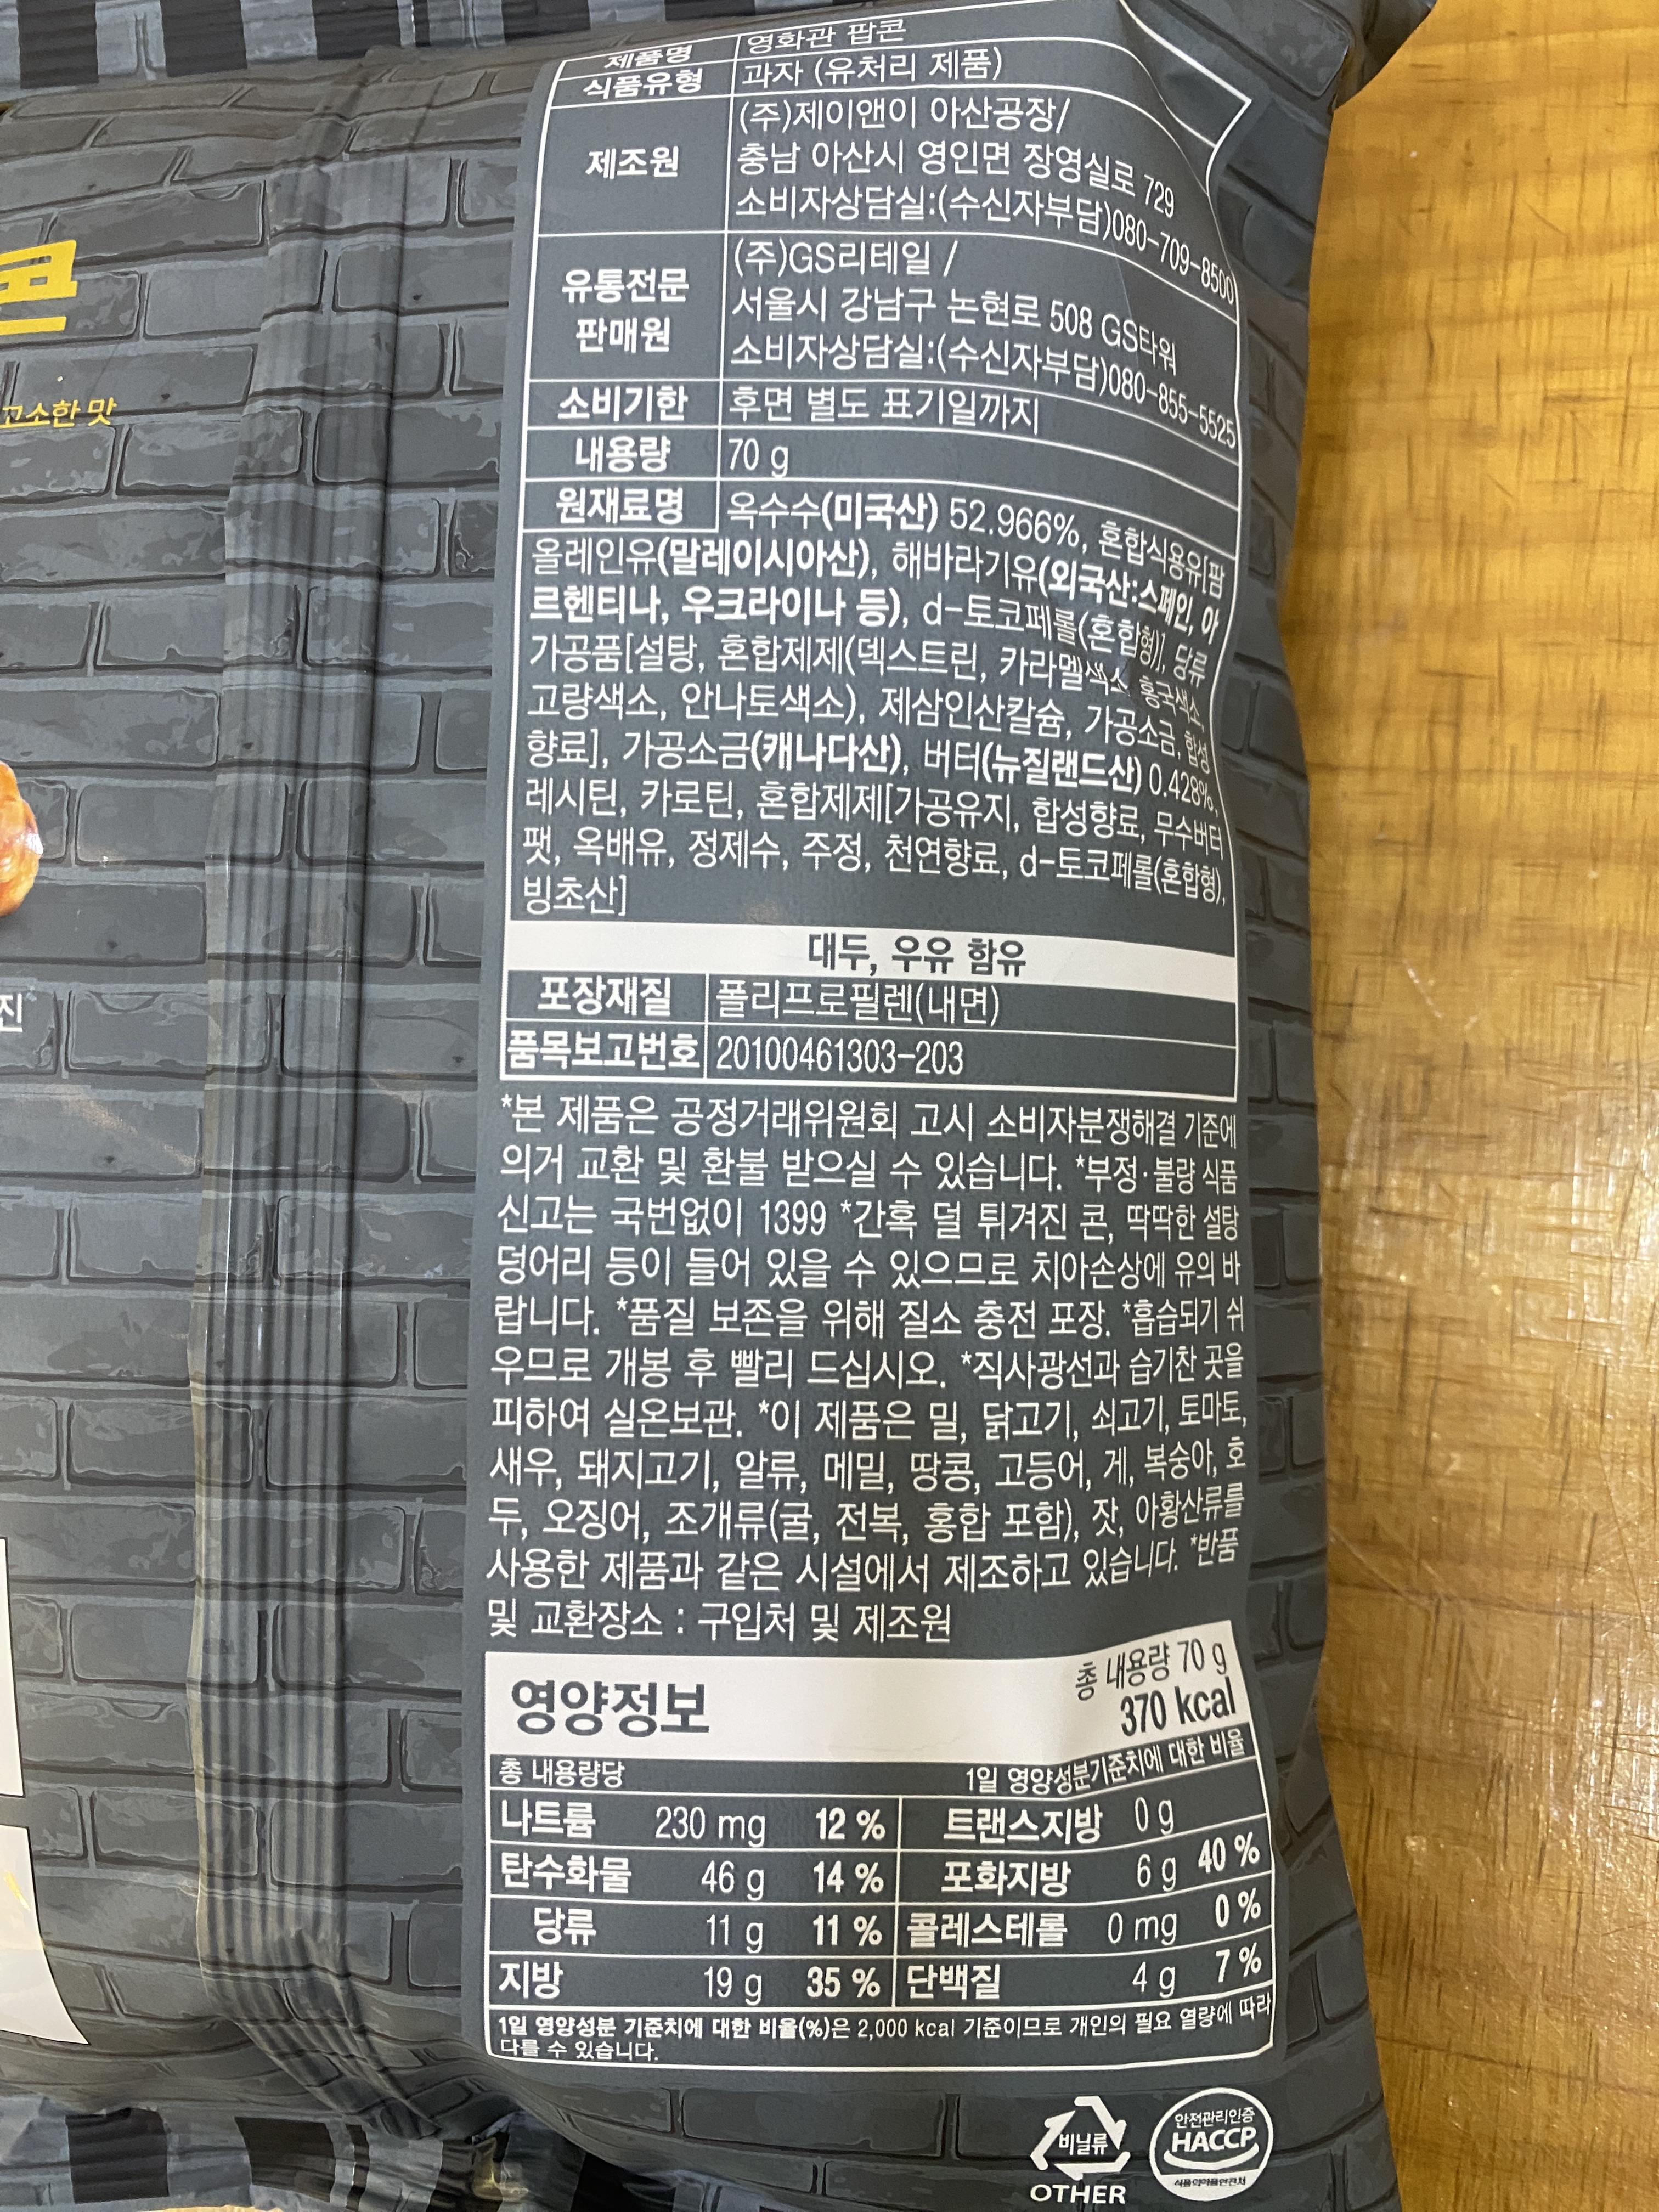 콘
고소한 맛
진
제품명 영화관 팝콘
식품유형 과자 (유처리 제품)
제조원 (주)제이앤이 아산공장/
충남 아산시 영인면 장영실로 729
소비자상담실:(수신자부담)080-709-8500
유통전문
판매원
(주)GS리테일 /
서울시 강남구 논현로 508 GS타워
소비자상담실:(수신자부담)080-855-5525
소비기한 후면 별도 표기일까지
내용량 70 g
원재료명 옥수수(미국산) 52.966%, 혼합식용유[팜
올레인유(말레이시아산), 해바라기유(외국산:스페인, 아
르헨티나, 우크라이나 등), d-토코페롤(혼합형)], 당류
가공품[설탕, 혼합제제(덱스트린, 카라멜색소, 홍국색소,
고량색소, 안나토색소), 제삼인산칼슘, 가공소금, 합성
향료], 가공소금(캐나다산), 버터(뉴질랜드산) 0.428%,
레시틴, 카로틴, 혼합제제[가공유지, 합성향료, 무수버터
팻, 옥배유, 정제수, 주정, 천연향료, d-토코페롤(혼합형),
빙초산]
대두, 우유 함유
포장재질 폴리프로필렌(내면)
품목보고번호 20100461303-203
*본 제품은 공정거래위원회 고시 소비자분쟁해결 기준에
의거 교환 및 환불 받으실 수 있습니다. *부정·불량 식품
신고는 국번없이 1399 *간혹 덜 튀겨진 콘, 딱딱한 설탕
덩어리 등이 들어 있을 수 있으므로 치아손상에 유의 바
랍니다. *품질 보존을 위해 질소 충전 포장. *흡습되기 쉬
우므로 개봉 후 빨리 드십시오. *직사광선과 습기찬 곳을
피하여 실온보관. *이 제품은 밀, 닭고기, 쇠고기, 토마토,
새우, 돼지고기, 알류, 메밀, 땅콩, 고등어, 게, 복숭아, 호
두, 오징어, 조개류(굴, 전복, 홍합 포함), 잣, 아황산류를
사용한 제품과 같은 시설에서 제조하고 있습니다. *반품
및 교환장소 : 구입처 및 제조원
영양정보
총 내용량 70 g
370 kcal
총 내용량당 1일 영양성분기준치에 대한 비율
나트륨 230 mg 12 % 트랜스지방 0 g
탄수화물 46 g 14 % 포화지방 6 g 40 %
당류 11 g 11 % 콜레스테롤 0 mg 0 %
지방 19 g 35 % 단백질 4 g 7 %
1일 영양성분 기준치에 대한 비율(%)은 2,000 kcal 기준이므로 개인의 필요 열량에 따라
다를 수 있습니다.
비닐류
OTHER
안전관리인증
HACCP
식품의약품안전처